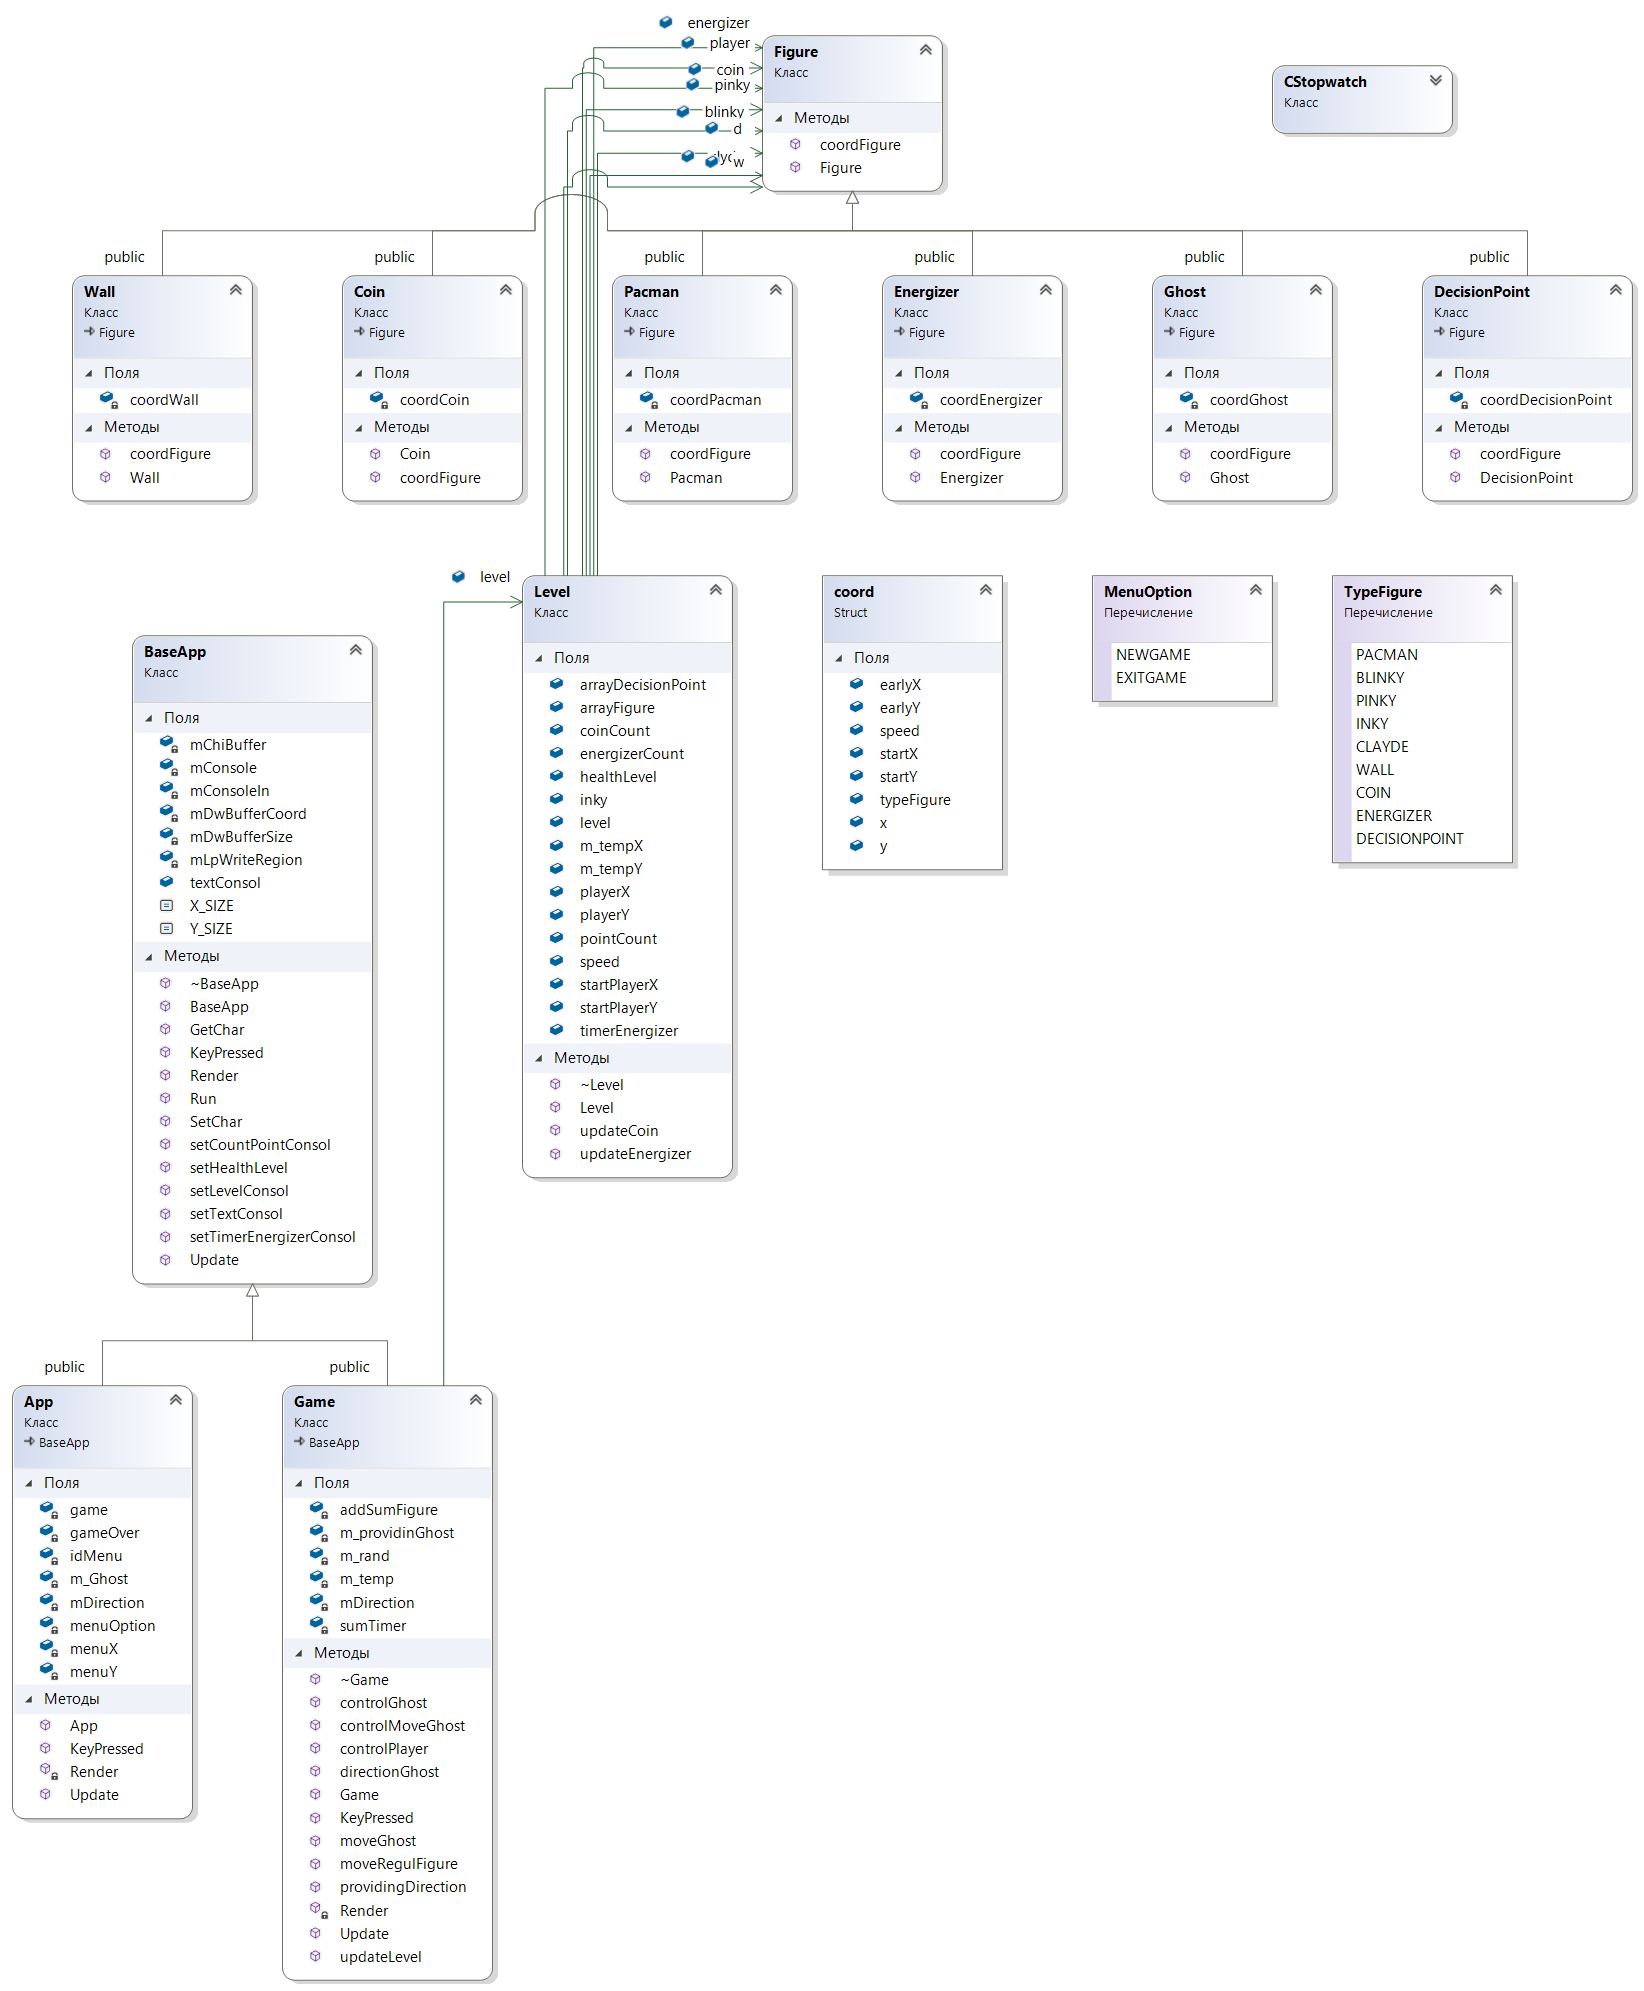 energizer
player
coin
pinky
blinky
d
w
Figure
Класс
Методы
coordFigure
Figure
CStopwatch
Класс
public
public
public
public
public
public
Wall
Класс
Figure
Поля
coordWall
Методы
coordFigure
Wall
Coin
Класс
Figure
Поля
coordCoin
Методы
Coin
coordFigure
Pacman
Класс
Figure
Поля
coordPacman
Методы
coordFigure
Pacman
Energizer
Класс
Figure
Поля
coordEnergizer
Методы
coordFigure
Energizer
Ghost
Класс
Figure
Поля
coordGhost
Методы
coordFigure
Ghost
DecisionPoint
Класс
Figure
Поля
coordDecisionPoint
Методы
coordFigure
DecisionPoint
level
Level
Класс
Поля
arrayDecisionPoint
arrayFigure
coinCount
energizerCount
healthLevel
inky
level
m_tempX
m_tempY
playerX
playerY
pointCount
speed
startPlayerX
startPlayerY
timerEnergizer
Методы
~Level
Level
updateCoin
updateEnergizer
coord
Struct
Поля
earlyX
earlyY
speed
startX
startY
typeFigure
x
y
MenuOption
Перечисление
NEWGAME
EXITGAME
TypeFigure
Перечисление
PACMAN
BLINKY
PINKY
INKY
CLAYDE
WALL
COIN
ENERGIZER
DECISIONPOINT
BaseApp
Класс
Поля
mChiBuffer
mConsole
mConsoleIn
mDwBufferCoord
mDwBufferSize
mLpWriteRegion
textConsol
X_SIZE
Y_SIZE
Методы
~BaseApp
BaseApp
GetChar
KeyPressed
Render
Run
SetChar
setCountPointConsol
setHealthLevel
setLevelConsol
setTextConsol
setTimerEnergizerConsol
Update
public
public
App
Класс
BaseApp
Поля
game
gameOver
idMenu
m_Ghost
mDirection
menuOption
menuX
menuY
Методы
App
KeyPressed
Render
Update
Game
Класс
BaseApp
Поля
addSumFigure
m_providinGhost
m_rand
m_temp
mDirection
sumTimer
Методы
~Game
controlGhost
controlMoveGhost
controlPlayer
directionGhost
Game
KeyPressed
moveGhost
moveRegulFigure
providingDirection
Render
Update
updateLevel